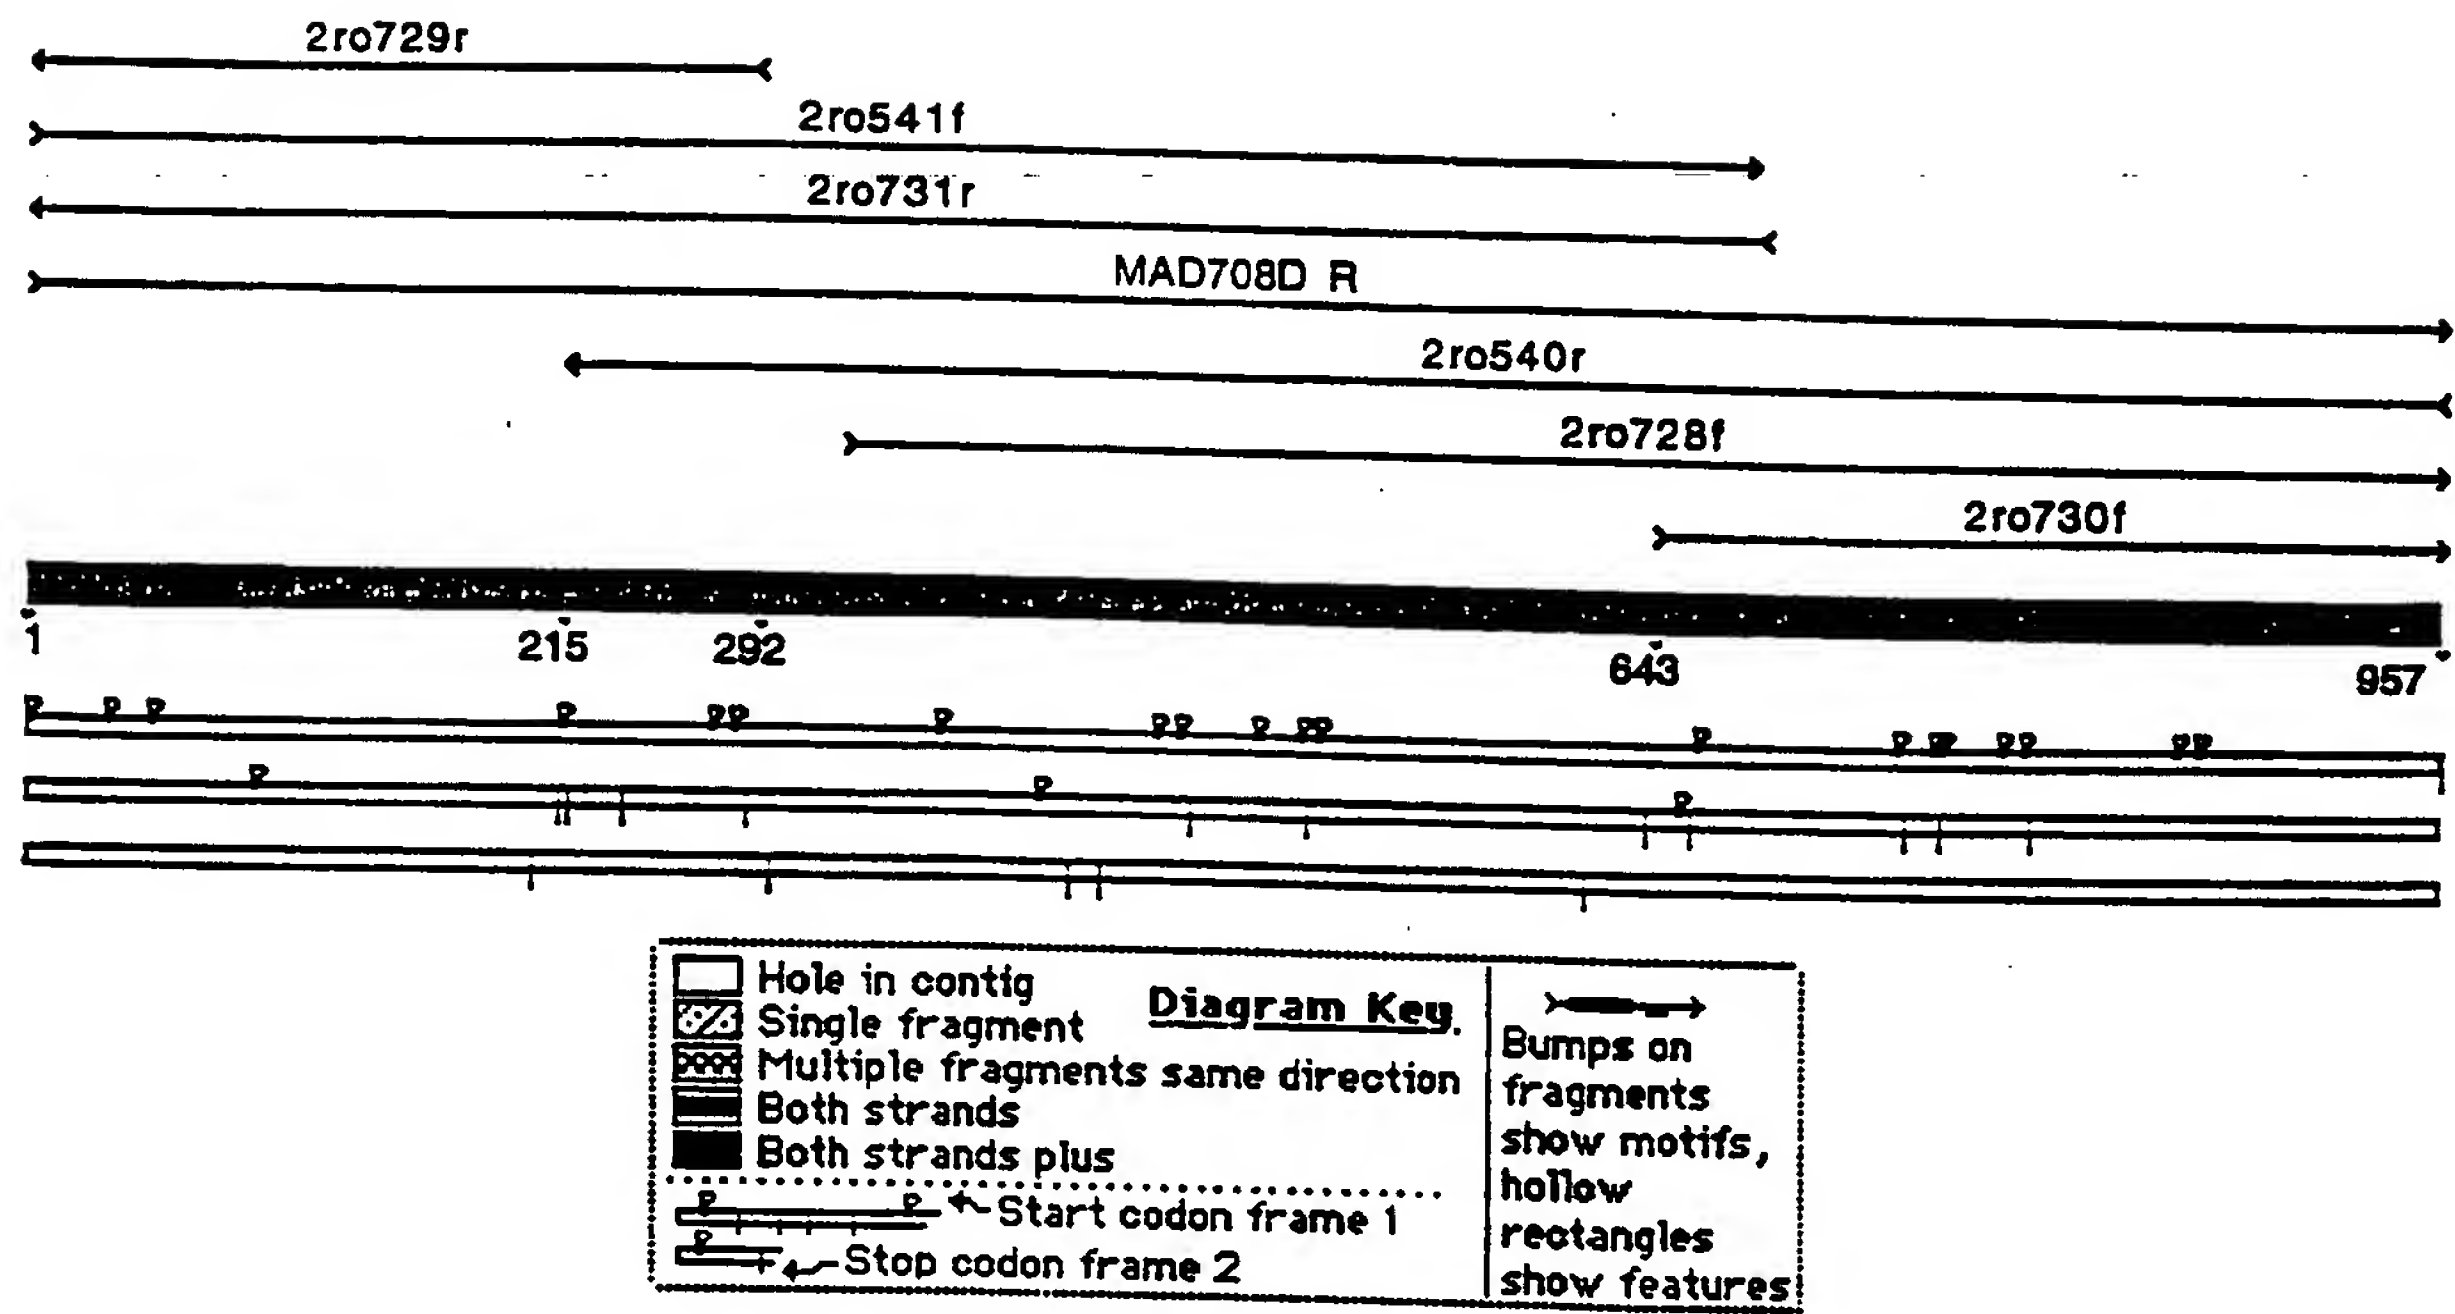 2ro729r
2ro541f
2ro731r
MAD708D R
2ro540r
2ro728f
2ro730f
1 215 292 643 957
Diagram Key
Hole in contig
Single fragment
Multiple fragments same direction
Both strands
Both strands plus
Start codon frame 1
Stop codon frame 2
Bumps on
fragments
show motifs,
hollow
rectangles
show features